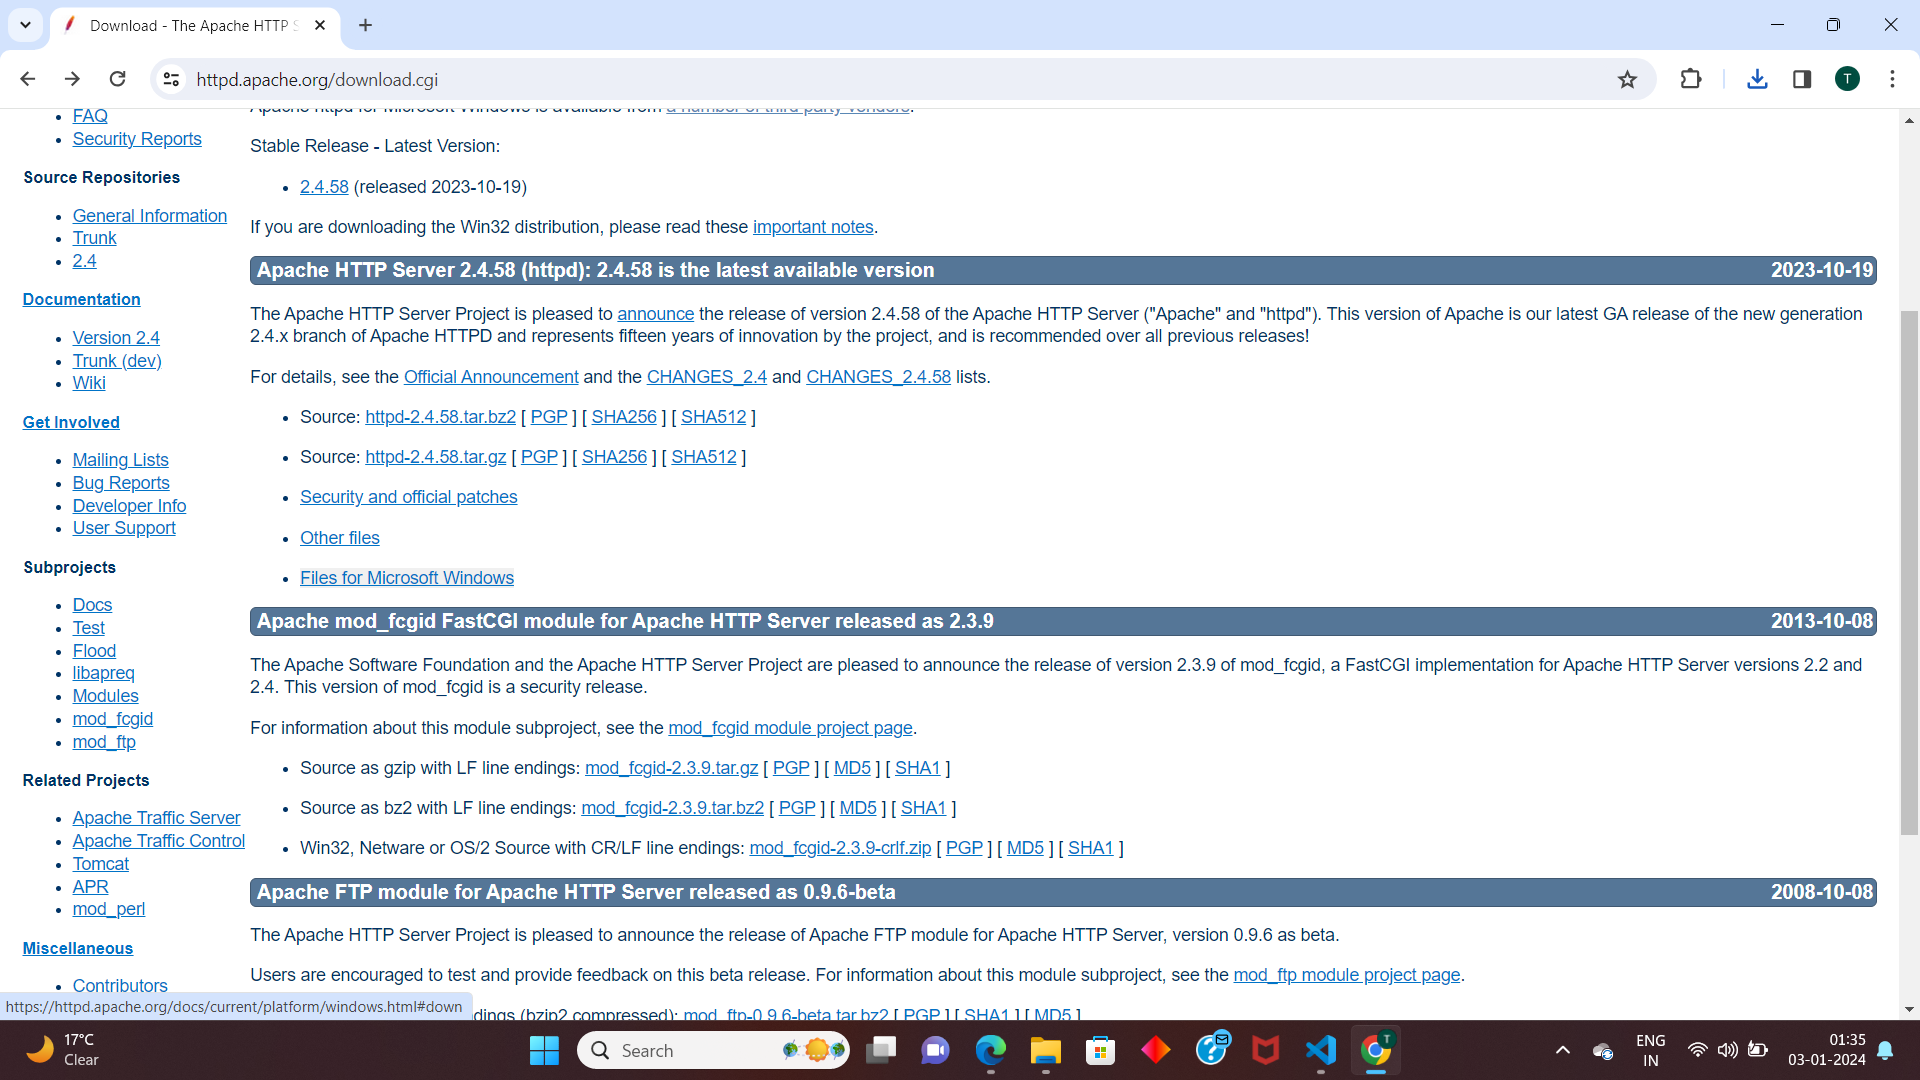 Download - The Apache HTTP S
httpd.apache.org/download.cgi
T
Apache httpd for Microsoft Windows is available from a number of third party vendors.
FAQ
Security Reports
Stable Release - Latest Version:
Source Repositories
2.4.58 (released 2023-10-19)
General Information
If you are downloading the Win32 distribution, please read these important notes.
Trunk
2.4
Apache HTTP Server 2.4.58 (httpd): 2.4.58 is the latest available version 2023-10-19
Documentation
The Apache HTTP Server Project is pleased to announce the release of version 2.4.58 of the Apache HTTP Server ("Apache" and "httpd"). This version of Apache is our latest GA release of the new generation
2.4.x branch of Apache HTTPD and represents fifteen years of innovation by the project, and is recommended over all previous releases!
Version 2.4
Trunk (dev)
Wiki
For details, see the Official Announcement and the CHANGES_2.4 and CHANGES_2.4.58 lists.
Get Involved
Source: httpd-2.4.58.tar.bz2 [ PGP ] [ SHA256 ] [ SHA512 ]
Source: httpd-2.4.58.tar.gz [ PGP ] [ SHA256 ] [ SHA512 ]
Mailing Lists
Bug Reports
Developer Info
User Support
Security and official patches
Other files
Files for Microsoft Windows
Subprojects
Docs
Test
Flood
libapreq
Modules
mod_fcgid
mod_ftp
Apache mod_fcgid FastCGI module for Apache HTTP Server released as 2.3.9 2013-10-08
The Apache Software Foundation and the Apache HTTP Server Project are pleased to announce the release of version 2.3.9 of mod_fcgid, a FastCGI implementation for Apache HTTP Server versions 2.2 and
2.4. This version of mod_fcgid is a security release.
For information about this module subproject, see the mod_fcgid module project page.
Source as gzip with LF line endings: mod_fcgid-2.3.9.tar.gz [ PGP ] [ MD5 ] [ SHA1 ]
Source as bz2 with LF line endings: mod_fcgid-2.3.9.tar.bz2 [ PGP ] [ MD5 ] [ SHA1 ]
Win32, Netware or OS/2 Source with CR/LF line endings: mod_fcgid-2.3.9-crlf.zip [ PGP ] [ MD5 ] [ SHA1 ]
Related Projects
Apache Traffic Server
Apache Traffic Control
Tomcat
APR
mod_perl
Apache FTP module for Apache HTTP Server released as 0.9.6-beta 2008-10-08
The Apache HTTP Server Project is pleased to announce the release of Apache FTP module for Apache HTTP Server, version 0.9.6 as beta.
Users are encouraged to test and provide feedback on this beta release. For information about this module subproject, see the mod_ftp module project page.
Miscellaneous
Contributors
https://httpd.apache.org/docs/current/platform/windows.html#down
dings (bzip2 compressed): mod_ftp-0.9.6-beta.tar.bz2 [ PGP ] [ SHA1 ] [ MD5 ]
17°C
Clear
Search
T
ENG
IN
01:35
03-01-2024